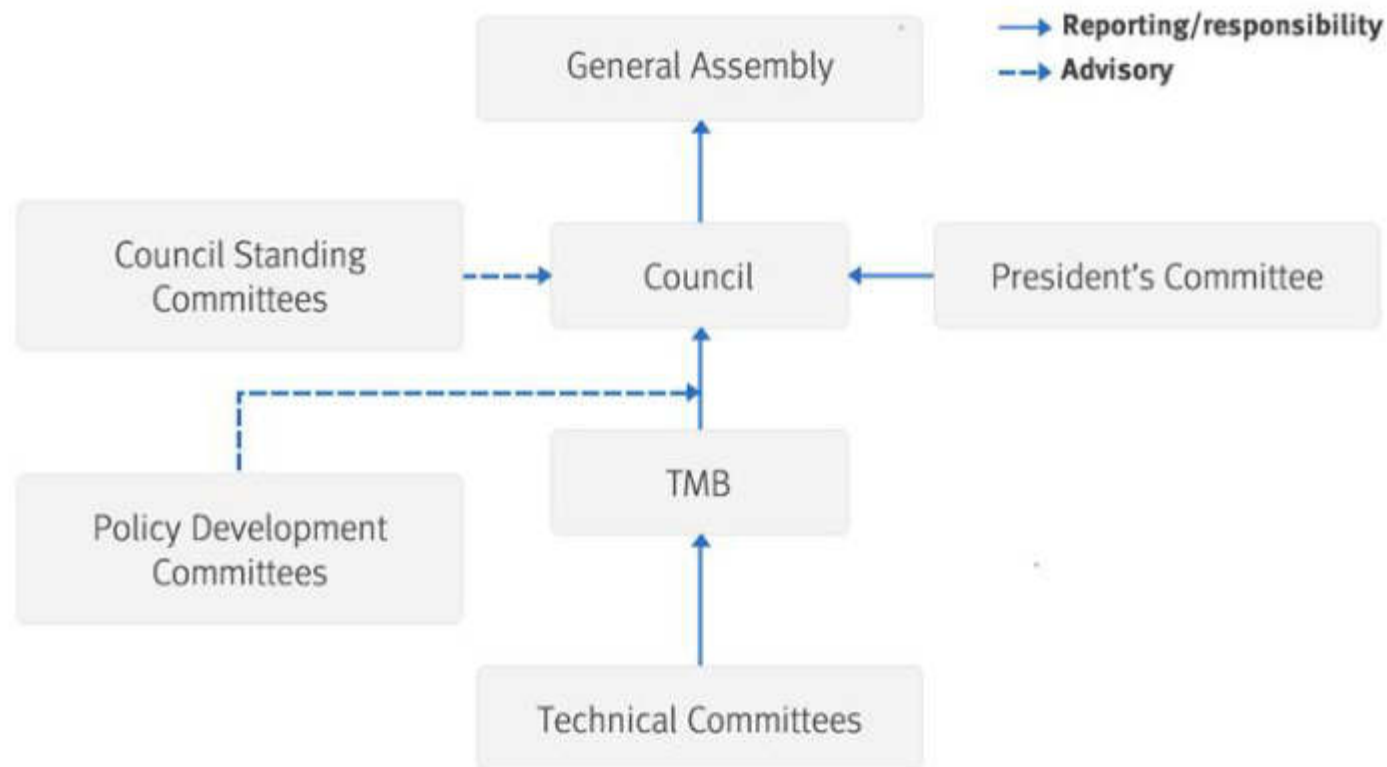 General Assembly
Reporting/responsibility
Advisory
Council Standing
Committees
Council
President's Committee
TMB
Policy Development
Committees
Technical Committees